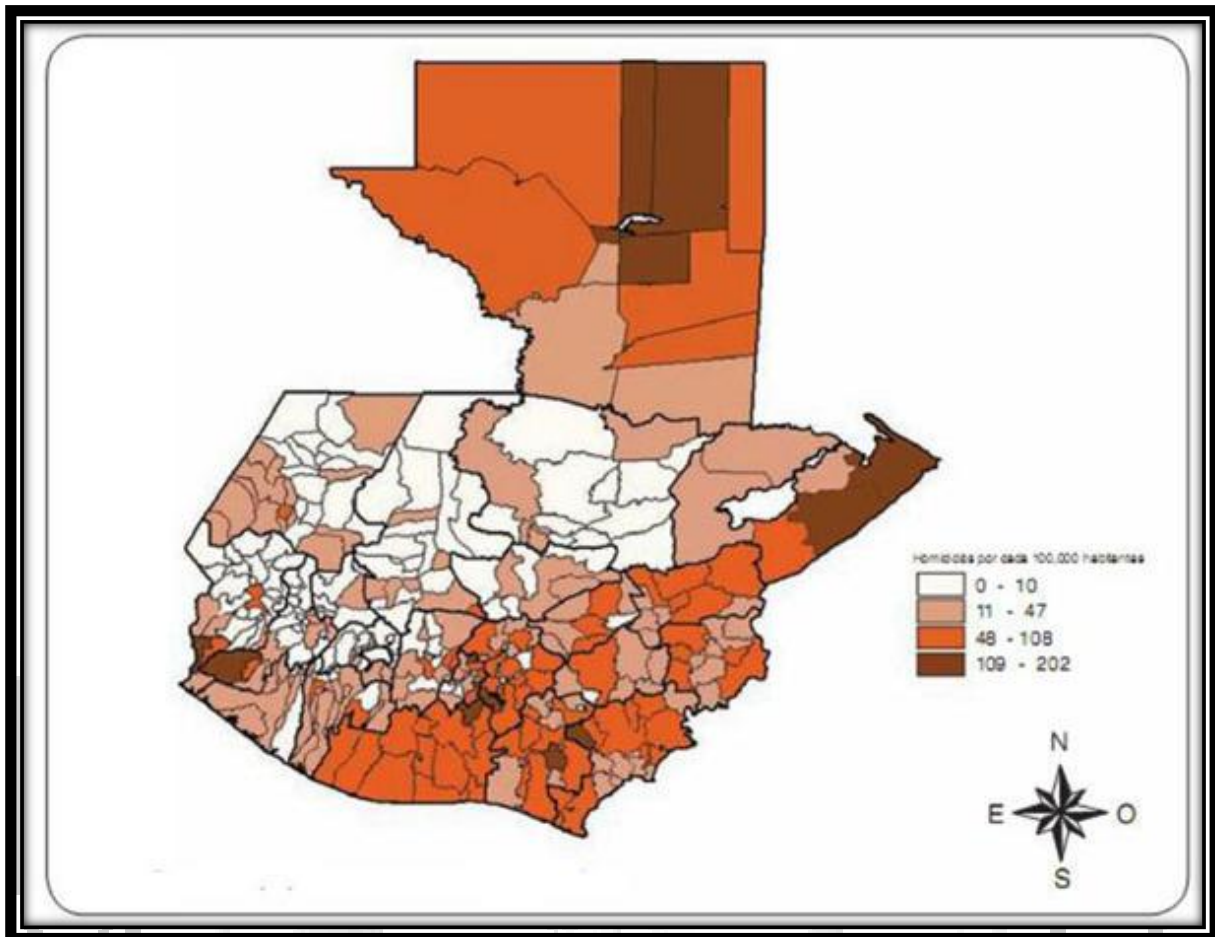 Homicidios por cada 100,000 habitantes
0 - 10
11 - 47
48 - 108
109 - 202
N
E O
S